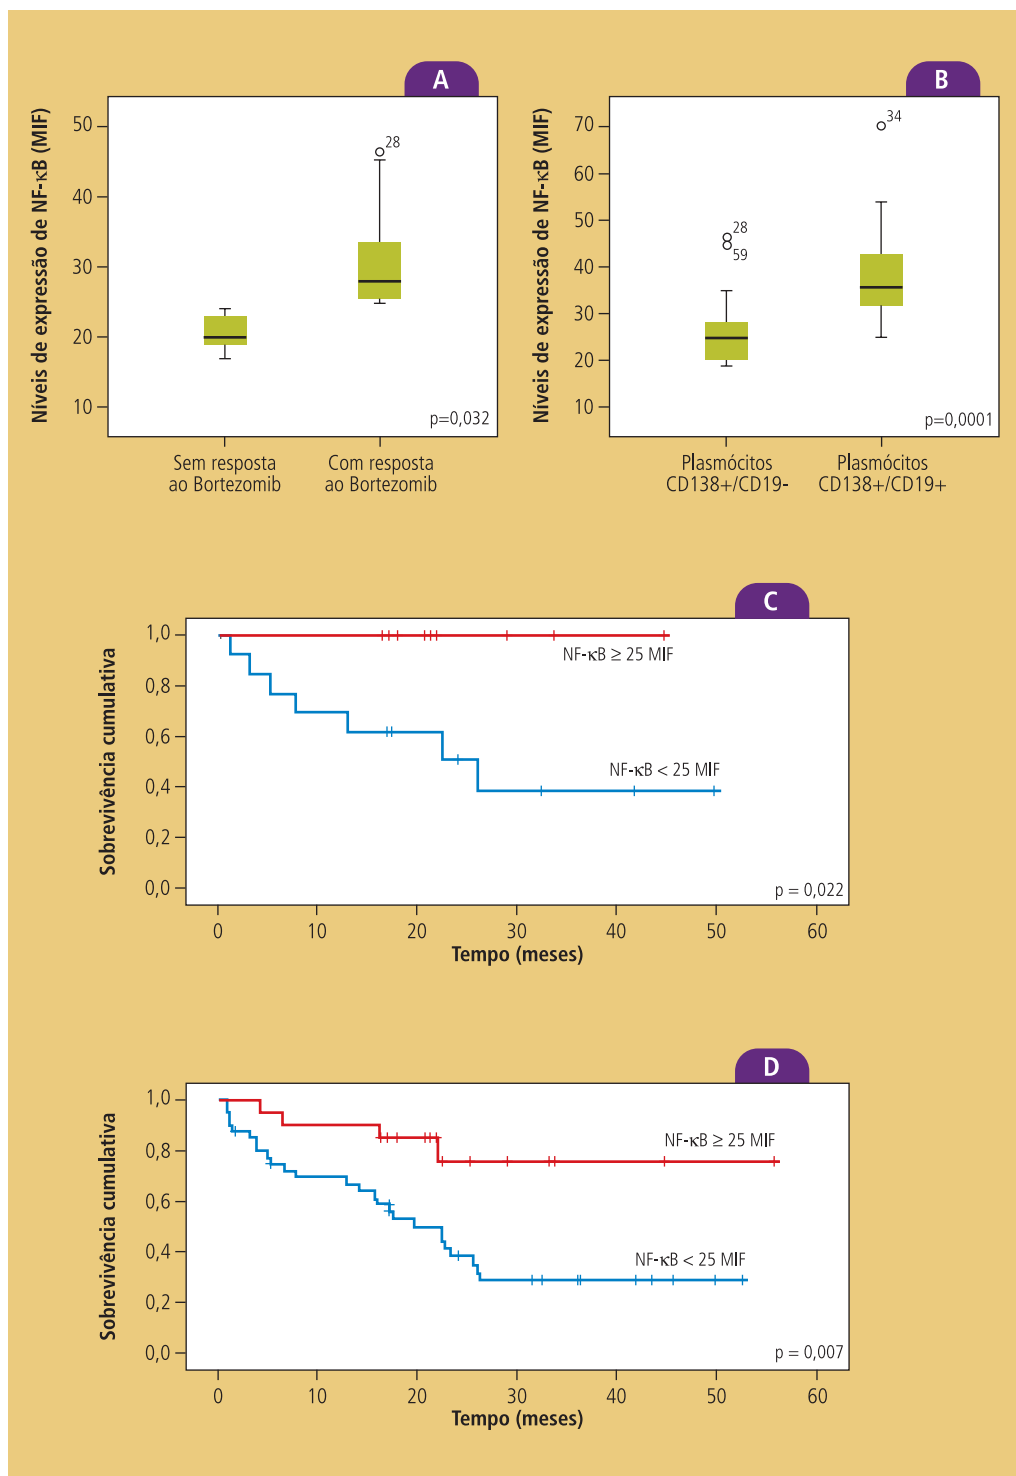 A
Níveis de expressão de NF-κB (MIF)
50
40
30
20
10
28
p=0,032
Sem resposta
ao Bortezomib
Com resposta
ao Bortezomib
B
Níveis de expressão de NF-κB (MIF)
70
60
50
40
30
20
10
28
59
34
p=0,0001
Plasmócitos
CD138+/CD19-
Plasmócitos
CD138+/CD19+
C
Sobrevivência cumulativa
1,0
0,8
0,6
0,4
0,2
0,0
NF-κB ≥ 25 MIF
NF-κB < 25 MIF
p = 0,022
0 10 20 30 40 50 60
Tempo (meses)
D
Sobrevivência cumulativa
1,0
0,8
0,6
0,4
0,2
0,0
NF-κB ≥ 25 MIF
NF-κB < 25 MIF
p = 0,007
0 10 20 30 40 50 60
Tempo (meses)